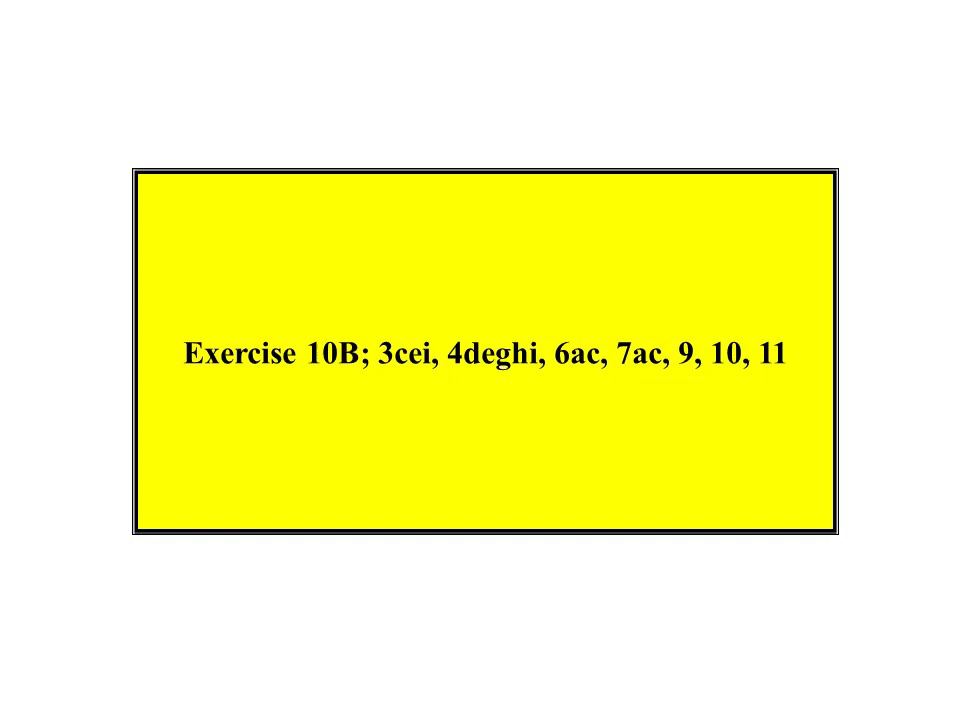 Exercise 10B; 3cei, 4deghi, 6ac, 7ac, 9, 10, 11